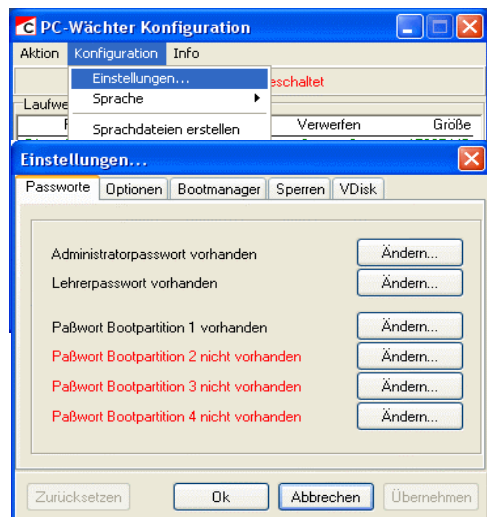 PC-Wächter Konfiguration
Aktion Konfiguration Info
Einstellungen...
eschaltet
Sprache
Laufwe
Sprachdateien erstellen
Verwerfen Größe
Einstellungen...
Passworte Optionen Bootmanager Sperren VDisk
Administratorpasswort vorhanden Ändern...
Lehrerpasswort vorhanden Ändern...
Paßwort Bootpartition 1 vorhanden Ändern...
Paßwort Bootpartition 2 nicht vorhanden Ändern...
Paßwort Bootpartition 3 nicht vorhanden Ändern...
Paßwort Bootpartition 4 nicht vorhanden Ändern...
Zurücksetzen Ok Abbrechen Übernehmen